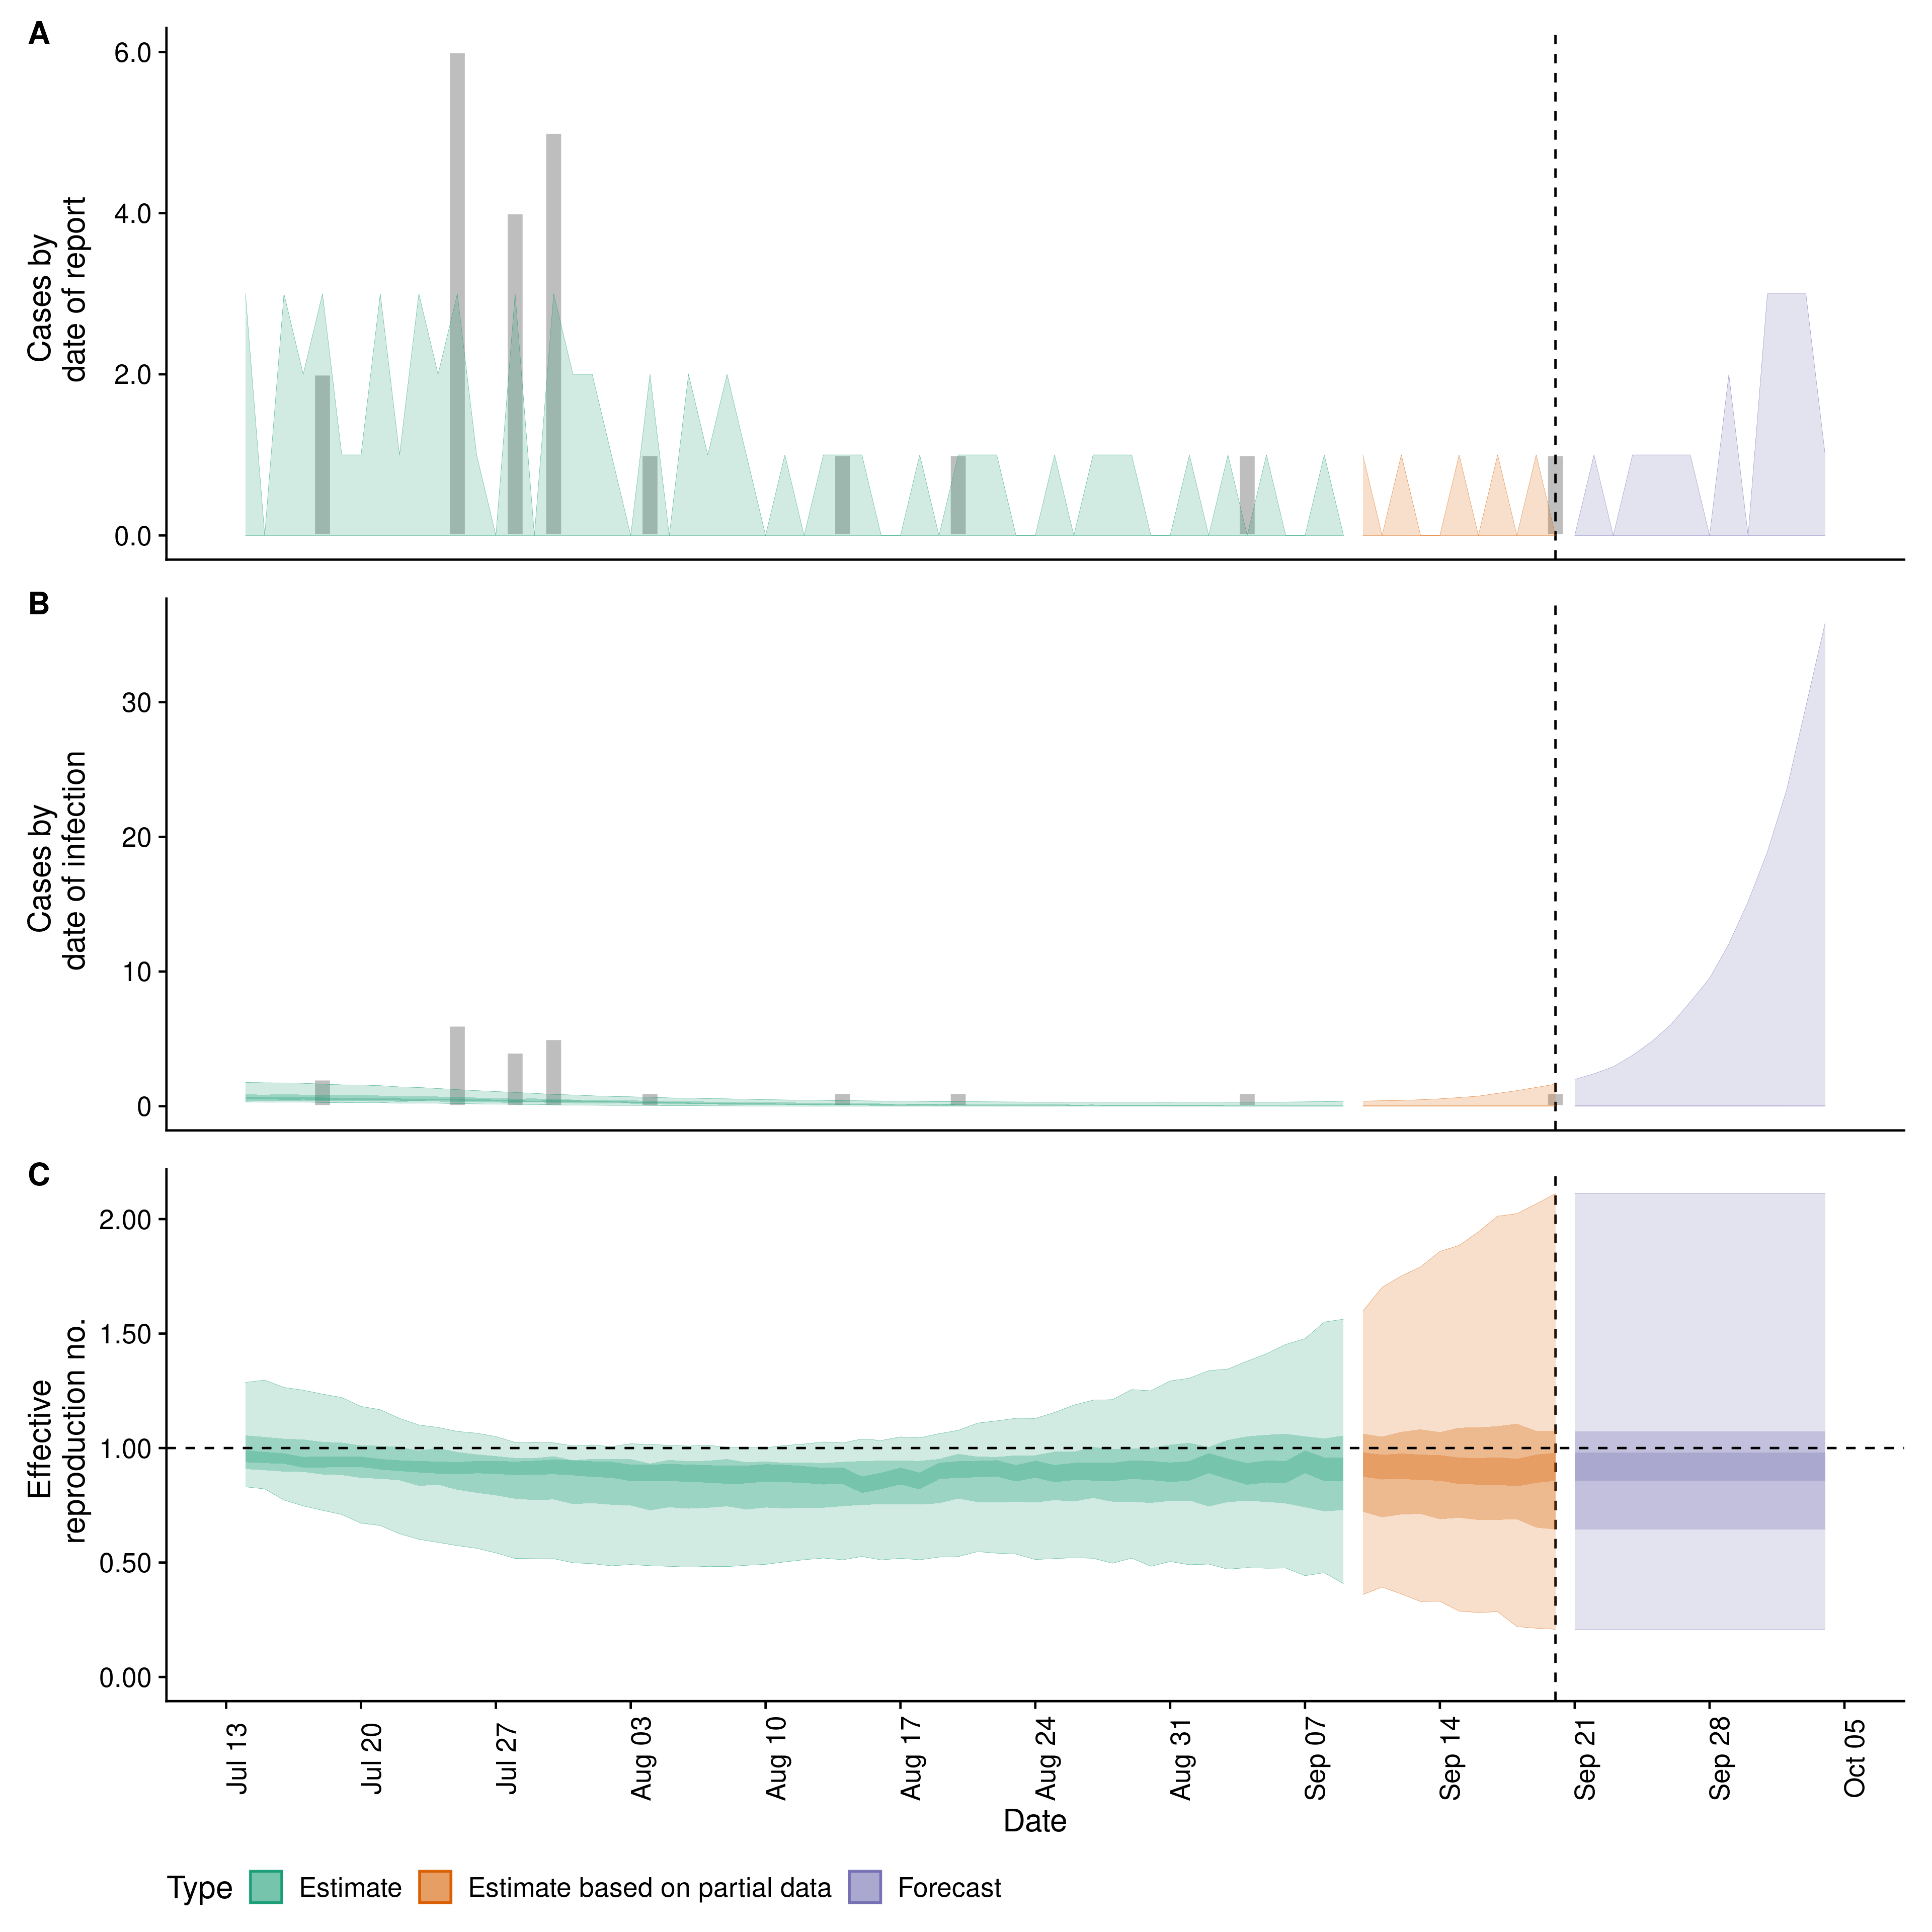 A
Cases by
date of report
6.0
4.0
2.0
0.0
B
Cases by
date of infection
30
20
10
0
C
Effective
reproduction no.
2.00
1.50
1.00
0.50
0.00
Jul 13
Jul 20
Jul 27
Aug 03
Aug 10
Aug 17
Aug 24
Aug 31
Sep 07
Sep 14
Sep 21
Sep 28
Oct 05
Date
Type Estimate Estimate based on partial data Forecast